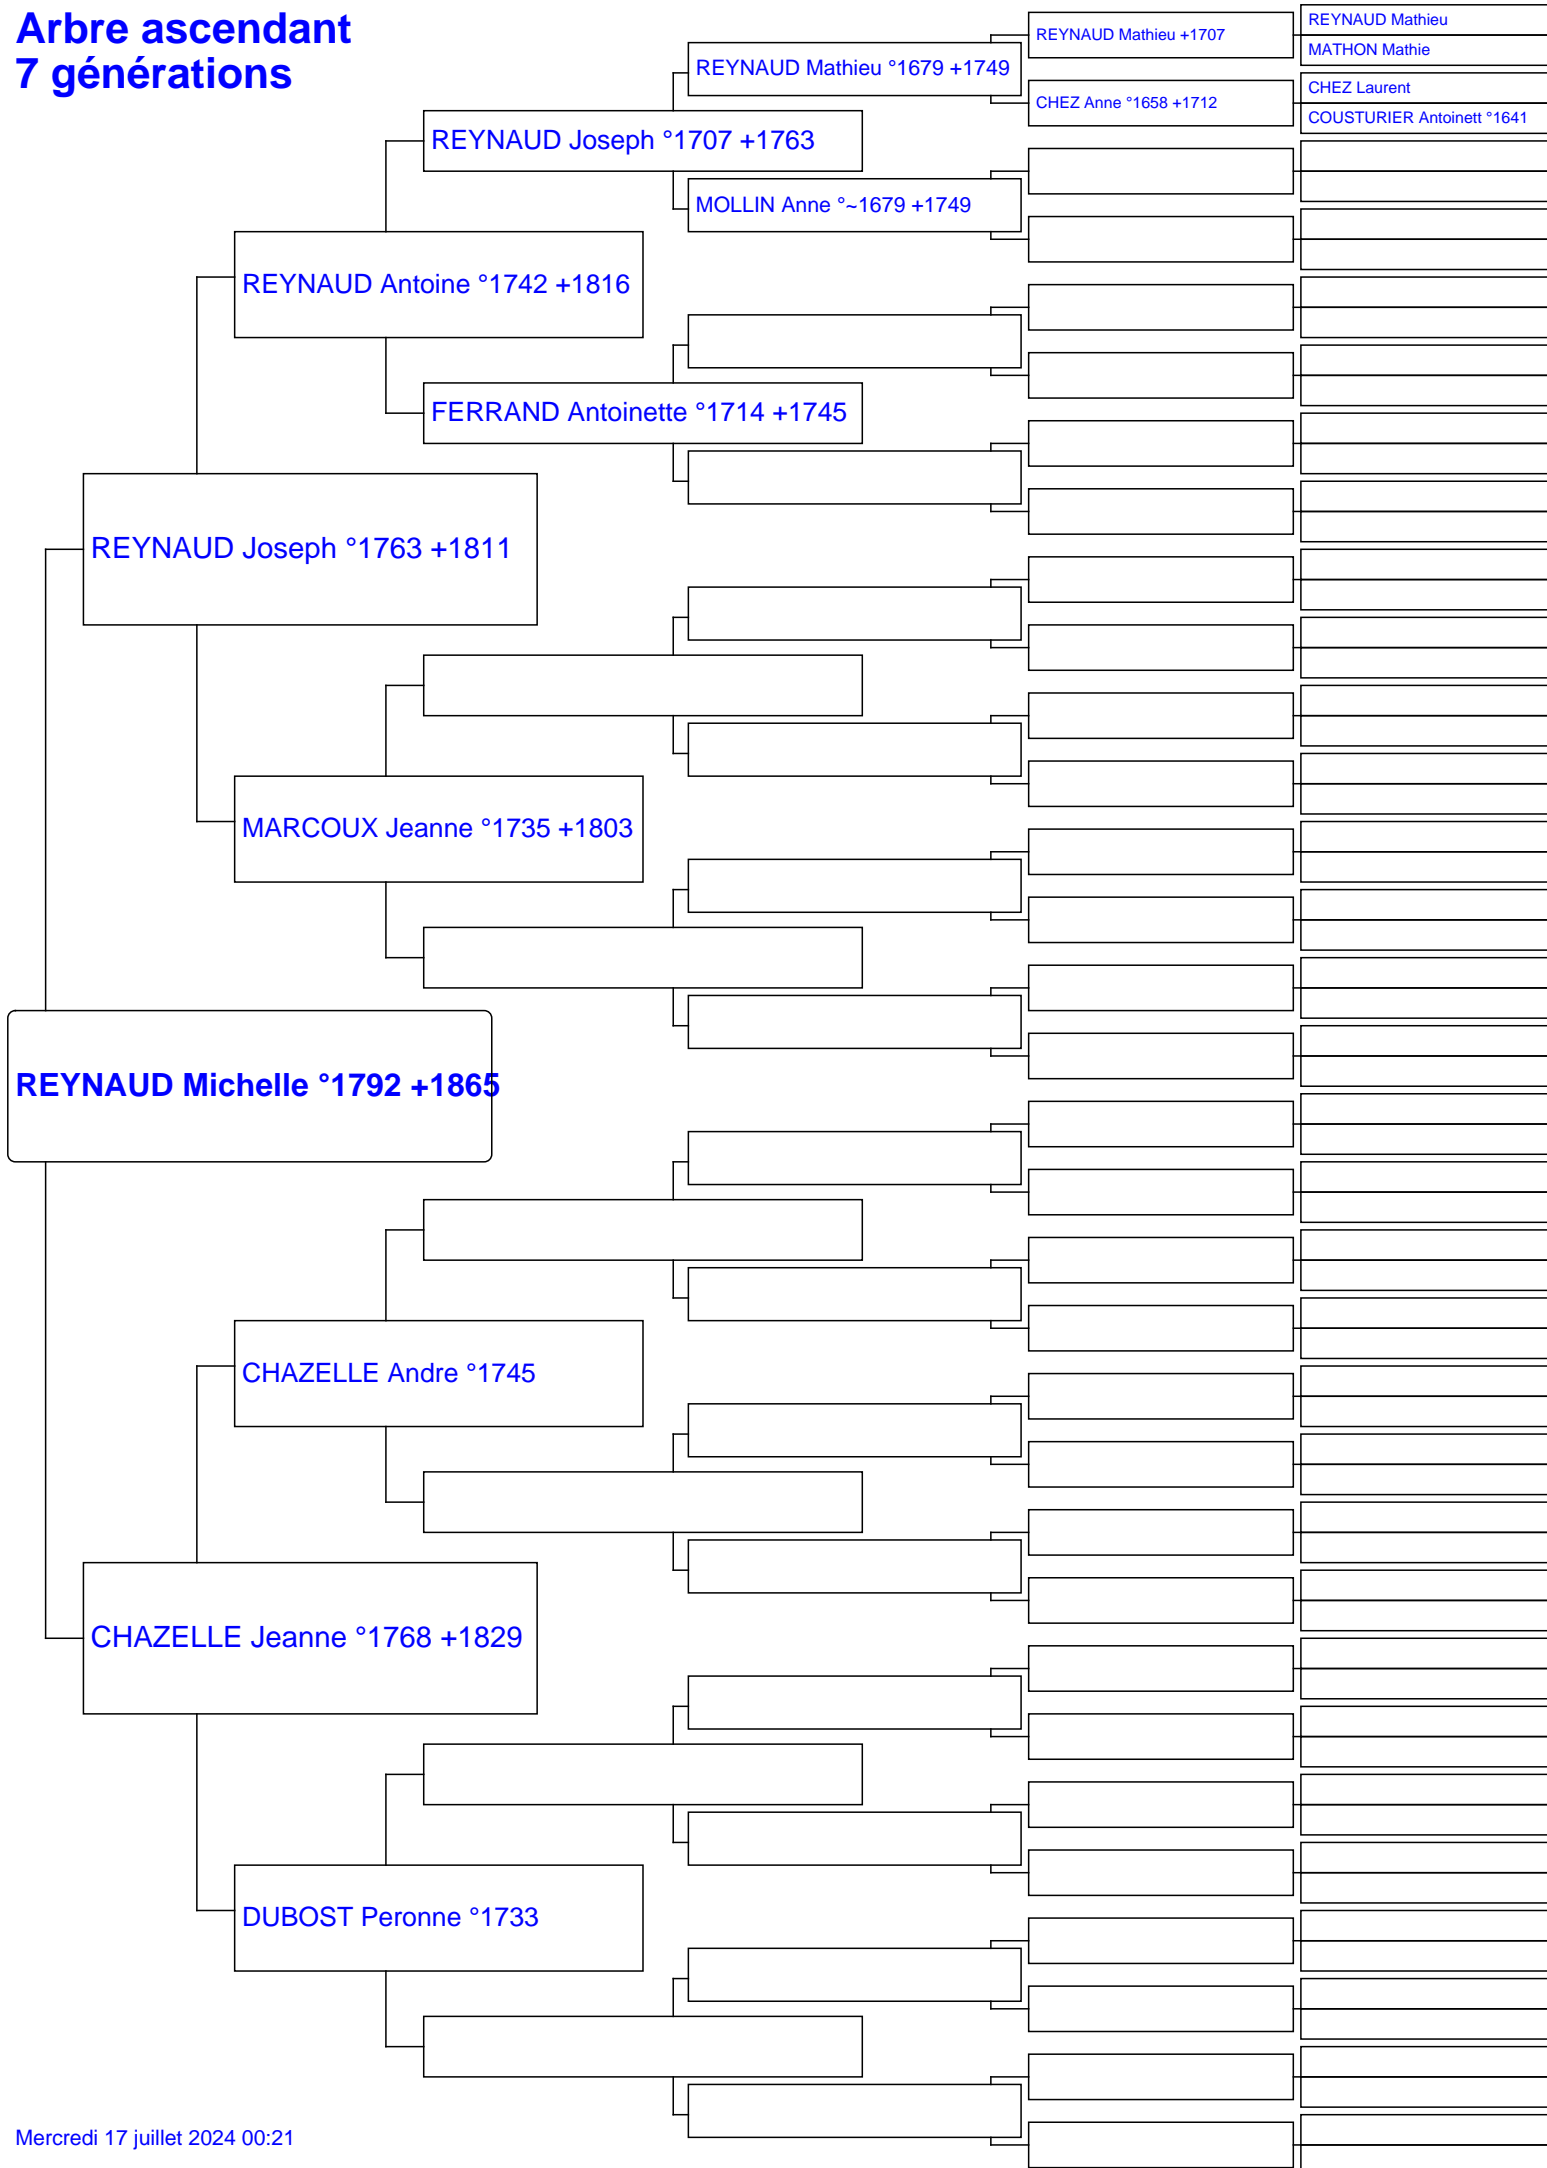 Arbre ascendant
7 générations
REYNAUD Mathieu +1707
REYNAUD Mathieu
MATHON Mathie
REYNAUD Mathieu °1679 +1749
CHEZ Anne °1658 +1712
CHEZ Laurent
COUSTURIER Antoinett °1641
REYNAUD Joseph °1707 +1763
MOLLIN Anne °~1679 +1749
REYNAUD Antoine °1742 +1816
FERRAND Antoinette °1714 +1745
REYNAUD Joseph °1763 +1811
MARCOUX Jeanne °1735 +1803
REYNAUD Michelle °1792 +1865
CHAZELLE Andre °1745
CHAZELLE Jeanne °1768 +1829
DUBOST Peronne °1733
Mercredi 17 juillet 2024 00:21